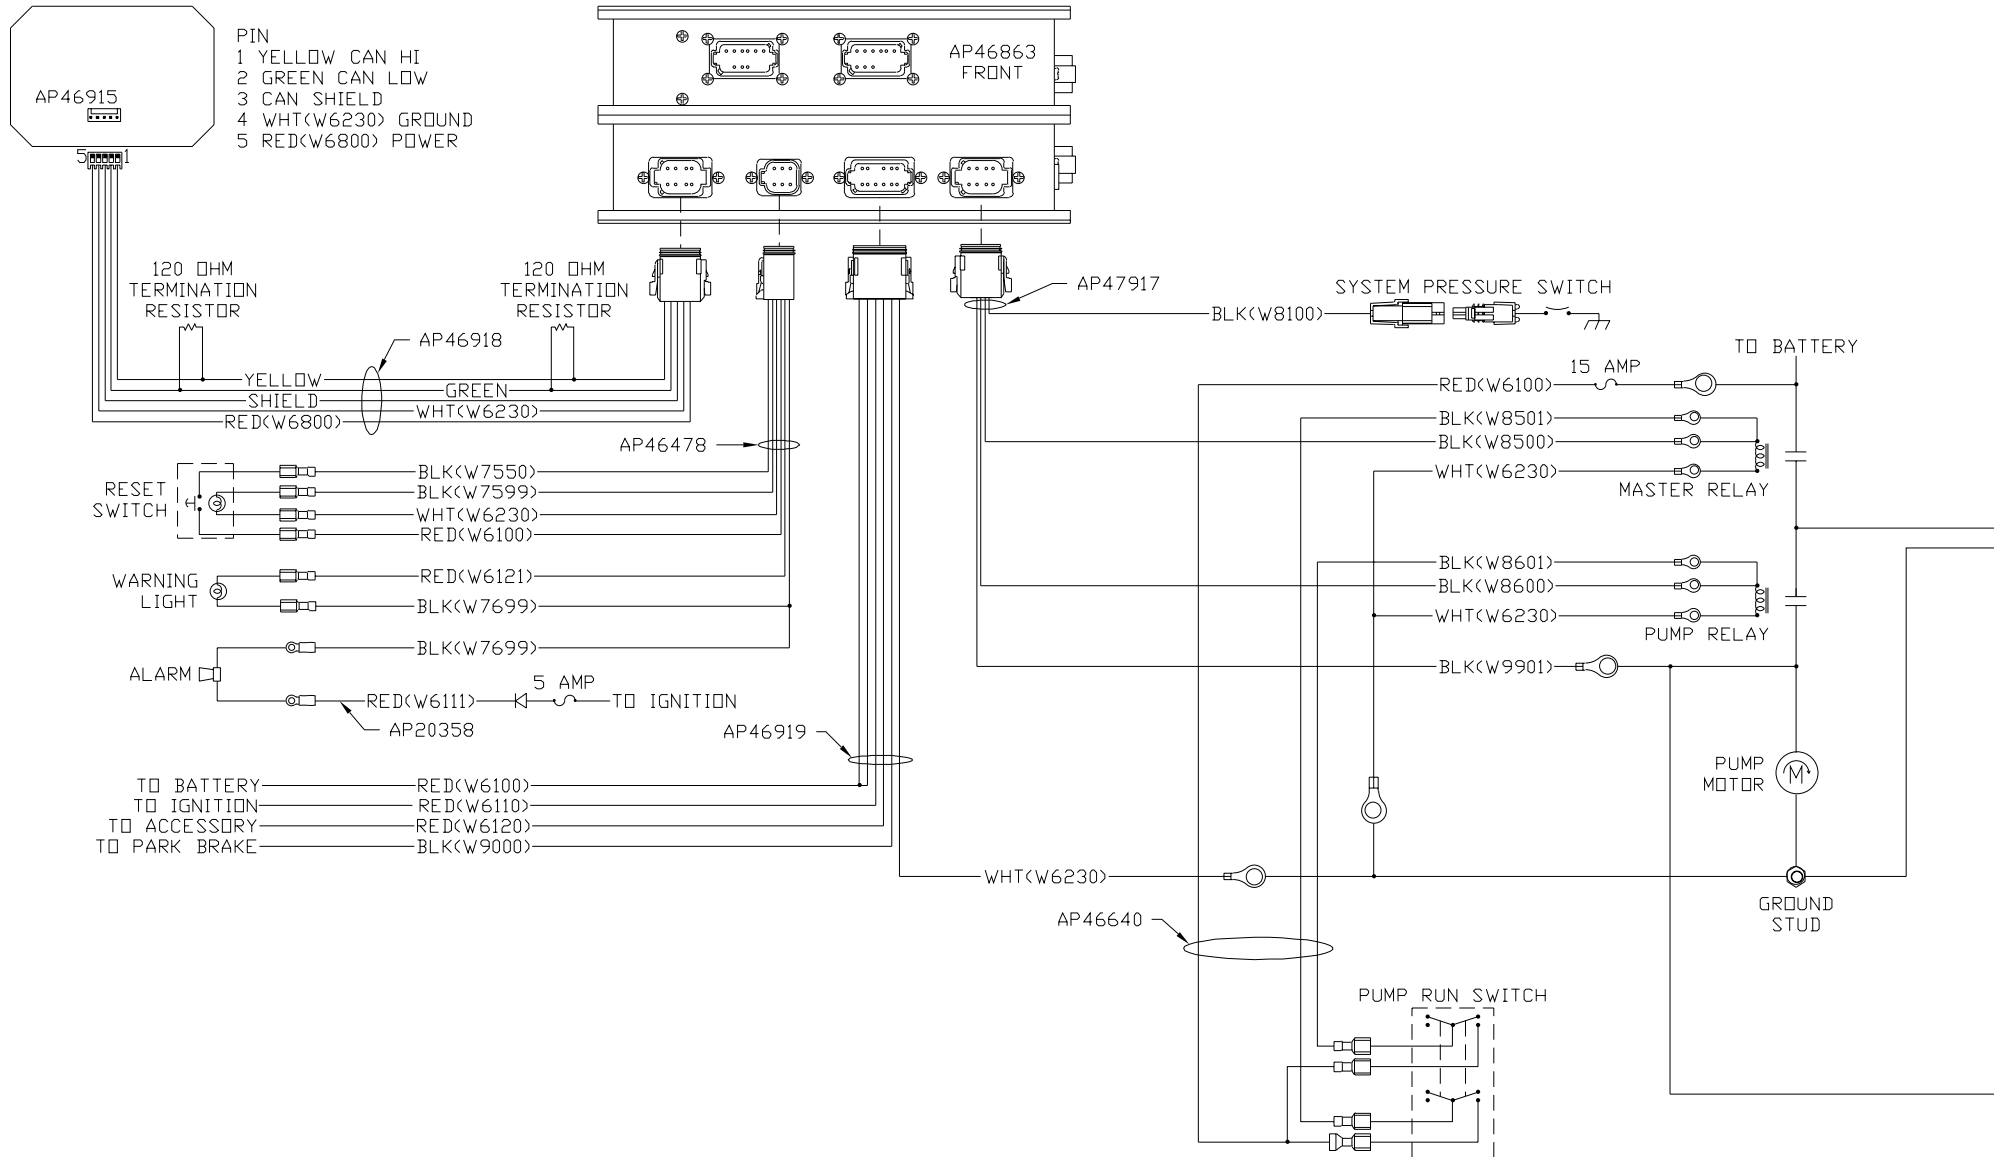 PIN
1 YELLOW CAN HI
2 GREEN CAN LOW
3 CAN SHIELD
4 WHT(W6230) GROUND
5 RED(W6800) POWER
AP46915
5
1
AP46863
FRONT
120 OHM
TERMINATION
RESISTOR
120 OHM
TERMINATION
RESISTOR
AP46918
YELLOW
GREEN
SHIELD
WHT(W6230)
RED(W6800)
AP46478
RESET
SWITCH
BLK(W7550)
BLK(W7599)
WHT(W6230)
RED(W6100)
WARNING
LIGHT
RED(W6121)
BLK(W7699)
ALARM
BLK(W7699)
RED(W6111)
5 AMP
TO IGNITION
AP20358
AP46919
TO BATTERY
RED(W6100)
TO IGNITION
RED(W6110)
TO ACCESSORY
RED(W6120)
TO PARK BRAKE
BLK(W9000)
AP47917
SYSTEM PRESSURE SWITCH
BLK(W8100)
TO BATTERY
15 AMP
RED(W6100)
BLK(W8501)
BLK(W8500)
WHT(W6230)
MASTER RELAY
BLK(W8601)
BLK(W8600)
WHT(W6230)
PUMP RELAY
BLK(W9901)
PUMP
MOTOR
M
WHT(W6230)
GROUND
STUD
AP46640
PUMP RUN SWITCH